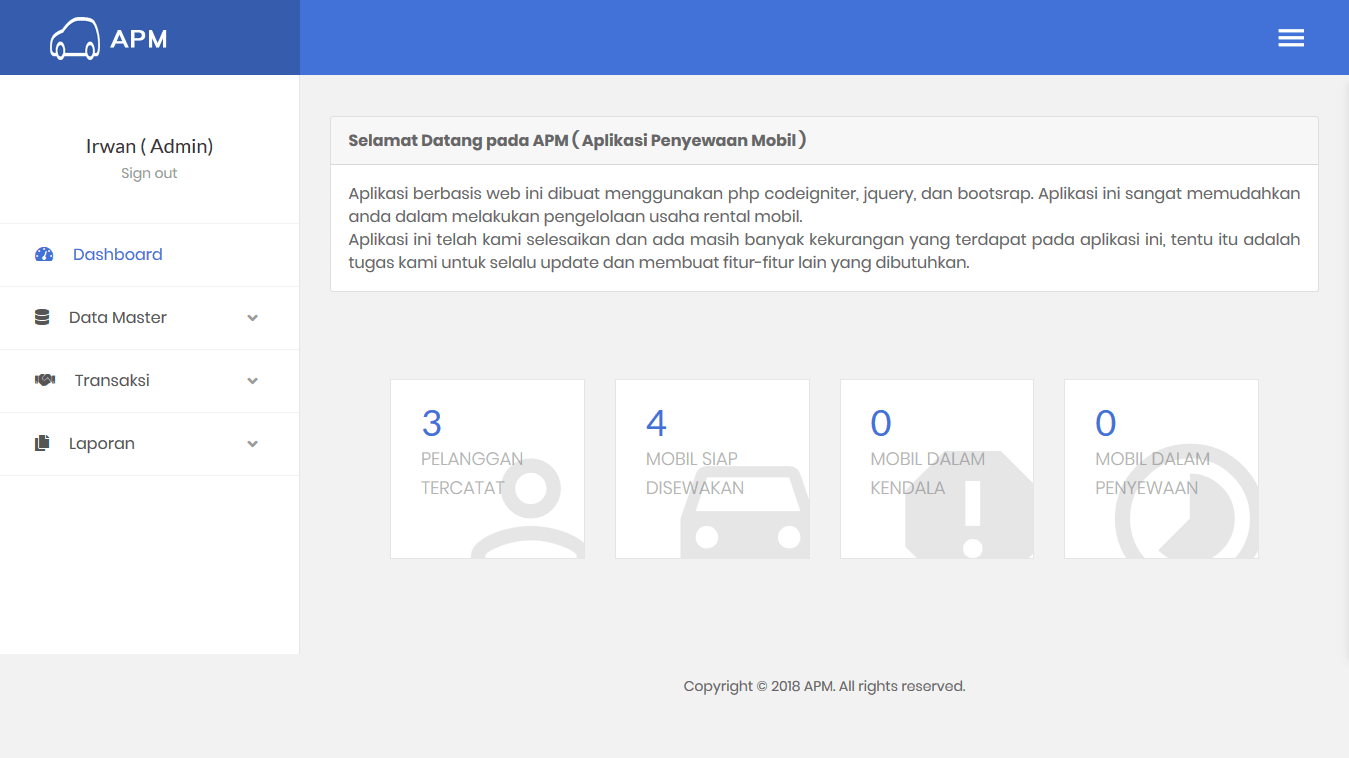 APM
Irwan ( Admin)
Sign out
Dashboard
Data Master
Transaksi
Laporan
Selamat Datang pada APM ( Aplikasi Penyewaan Mobil )
Aplikasi berbasis web ini dibuat menggunakan php codeigniter, jquery, dan bootsrap. Aplikasi ini sangat memudahkan
anda dalam melakukan pengelolaan usaha rental mobil.
Aplikasi ini telah kami selesaikan dan ada masih banyak kekurangan yang terdapat pada aplikasi ini, tentu itu adalah
tugas kami untuk selalu update dan membuat fitur-fitur lain yang dibutuhkan.
3
PELANGGAN
TERCATAT
4
MOBIL SIAP
DISEWAKAN
0
MOBIL DALAM
KENDALA
0
MOBIL DALAM
PENYEWAAN
Copyright © 2018 APM. All rights reserved.